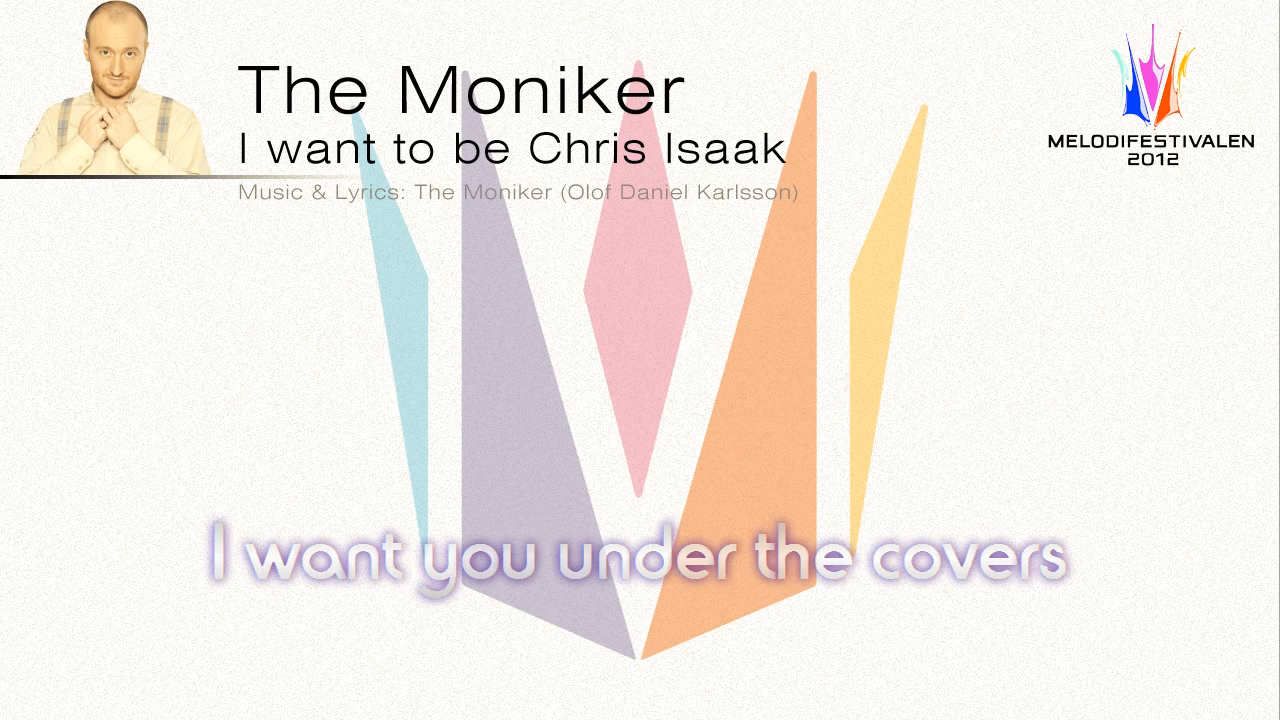 The Moniker
I want to be Chris Isaak
Music & Lyrics: The Moniker (Olof Daniel Karlsson)
MELODIFESTIVALEN
2012
I want you under the covers